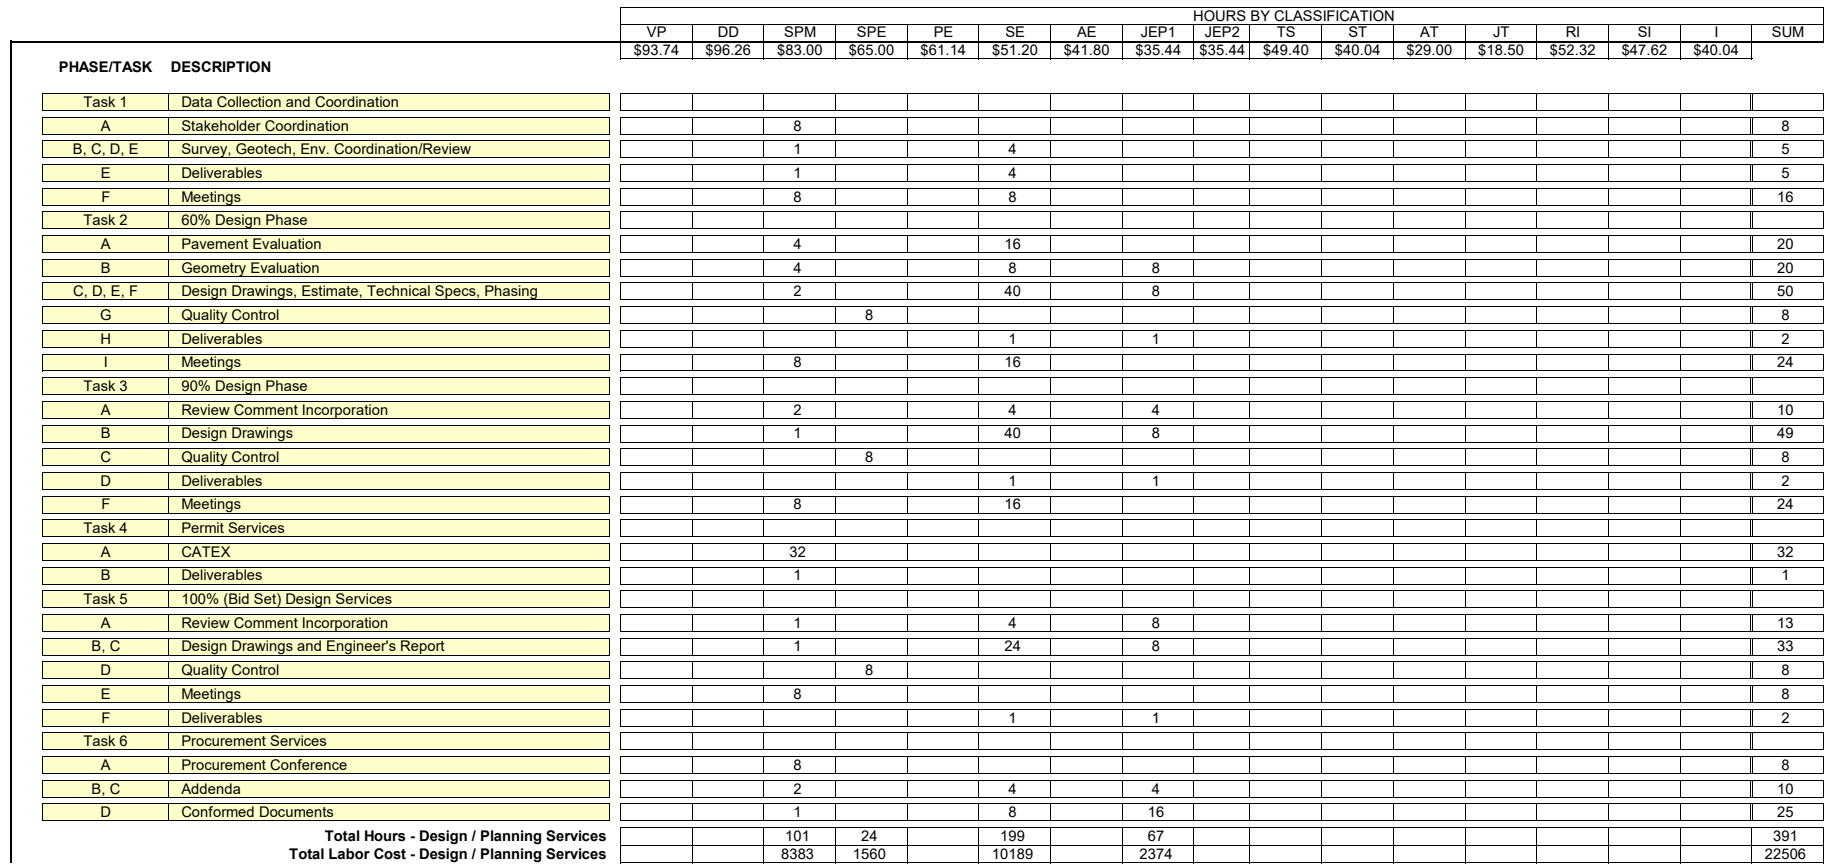 HOURS BY CLASSIFICATION
VP DD SPM SPE PE SE AE JEP1 JEP2 TS ST AT JT RI SI I SUM
$93.74 $96.26 $83.00 $65.00 $61.14 $51.20 $41.80 $35.44 $35.44 $49.40 $40.04 $29.00 $18.50 $52.32 $47.62 $40.04
PHASE/TASK DESCRIPTION
Task 1 Data Collection and Coordination
A Stakeholder Coordination 8 8
B, C, D, E Survey, Geotech, Env. Coordination/Review 1 4 5
E Deliverables 1 4 5
F Meetings 8 8 16
Task 2 60% Design Phase
A Pavement Evaluation 4 16 20
B Geometry Evaluation 4 8 8 20
C, D, E, F Design Drawings, Estimate, Technical Specs, Phasing 2 40 8 50
G Quality Control 8 8
H Deliverables 1 1 2
I Meetings 8 16 24
Task 3 90% Design Phase
A Review Comment Incorporation 2 4 4 10
B Design Drawings 1 40 8 49
C Quality Control 8 8
D Deliverables 1 1 2
F Meetings 8 16 24
Task 4 Permit Services
A CATEX 32 32
B Deliverables 1 1
Task 5 100% (Bid Set) Design Services
A Review Comment Incorporation 1 4 8 13
B, C Design Drawings and Engineer's Report 1 24 8 33
D Quality Control 8 8
E Meetings 8 8
F Deliverables 1 1 2
Task 6 Procurement Services
A Procurement Conference 8 8
B, C Addenda 2 4 4 10
D Conformed Documents 1 8 16 25
Total Hours - Design / Planning Services 101 24 199 67 391
Total Labor Cost - Design / Planning Services 8383 1560 10189 2374 22506